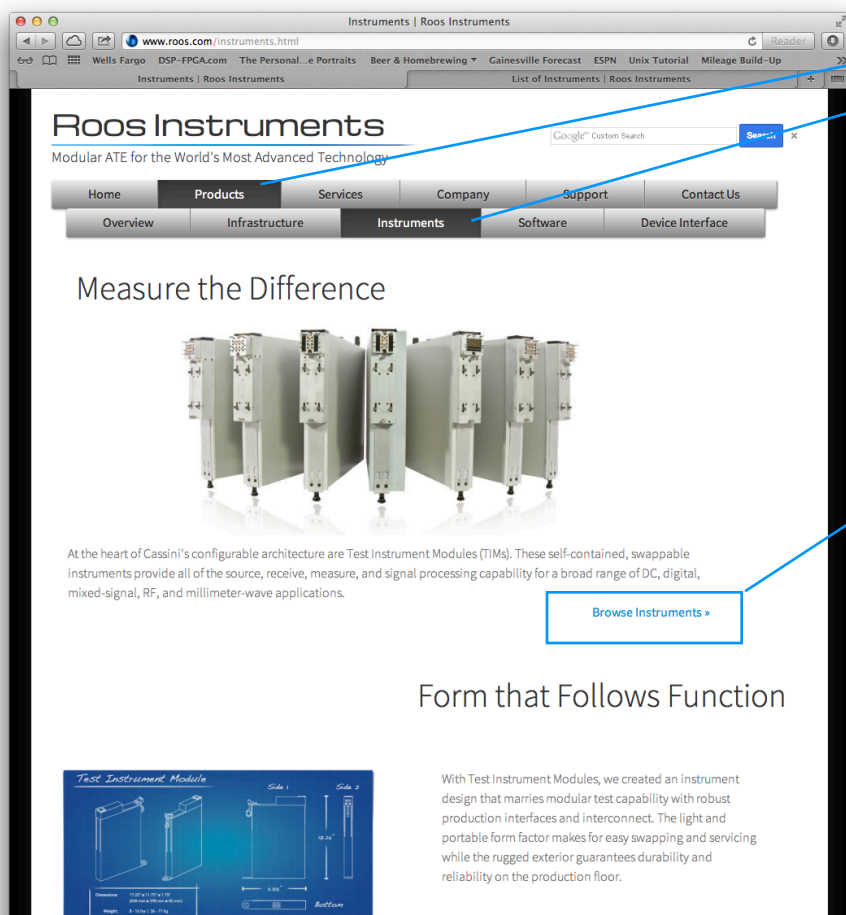 Instruments | Roos Instruments
www.roos.com/instruments.html
Reader
Wells Fargo DSP-FPGA.com The Personal...e Portraits Beer & Homebrewing Gainesville Forecast ESPN Unix Tutorial Mileage Build-Up
Instruments | Roos Instruments
List of Instruments | Roos Instruments
Roos Instruments
Modular ATE for the World's Most Advanced Technology
Google™ Custom Search
Search
Home Products Services Company Support Contact Us
Overview Infrastructure Instruments Software Device Interface
Measure the Difference
At the heart of Cassini's configurable architecture are Test Instrument Modules (TIMs). These self-contained, swappable
instruments provide all of the source, receive, measure, and signal processing capability for a broad range of DC, digital,
mixed-signal, RF, and millimeter-wave applications.
Browse Instruments »
Form that Follows Function
Test Instrument Module
Side 1
Side 2
Bottom
Dimensions:
Weight:
With Test Instrument Modules, we created an instrument
design that marries modular test capability with robust
production interfaces and interconnect. The light and
portable form factor makes for easy swapping and servicing
while the rugged exterior guarantees durability and
reliability on the production floor.